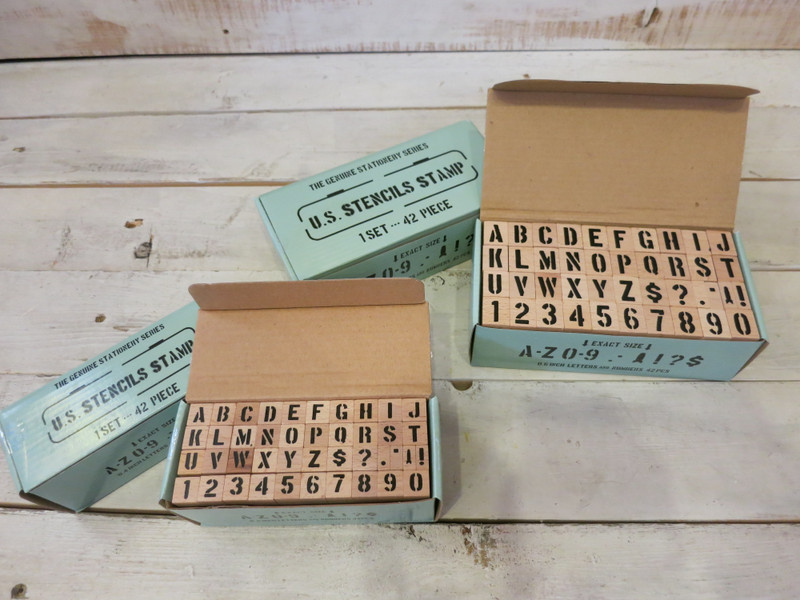 THE GENUINE STATIONERY SERIES
U.S. STENCILS STAMP
1 SET --- 42 PIECE
EXACT SIZE
A B C D E F G H I J
K L M N O P Q R S T
U V W X Y Z $ ? . " !
1 2 3 4 5 6 7 8 9 0
EXACT SIZE
A-Z 0-9 . " ! ? $
THE GENUINE STATIONERY SERIES
U.S. STENCILS STAMP
1 SET --- 42 PIECE
EXACT SIZE
A-Z 0-9
A B C D E F G H I J
K L M N O P Q R S T
U V W X Y Z $ ? . " !
1 2 3 4 5 6 7 8 9 0